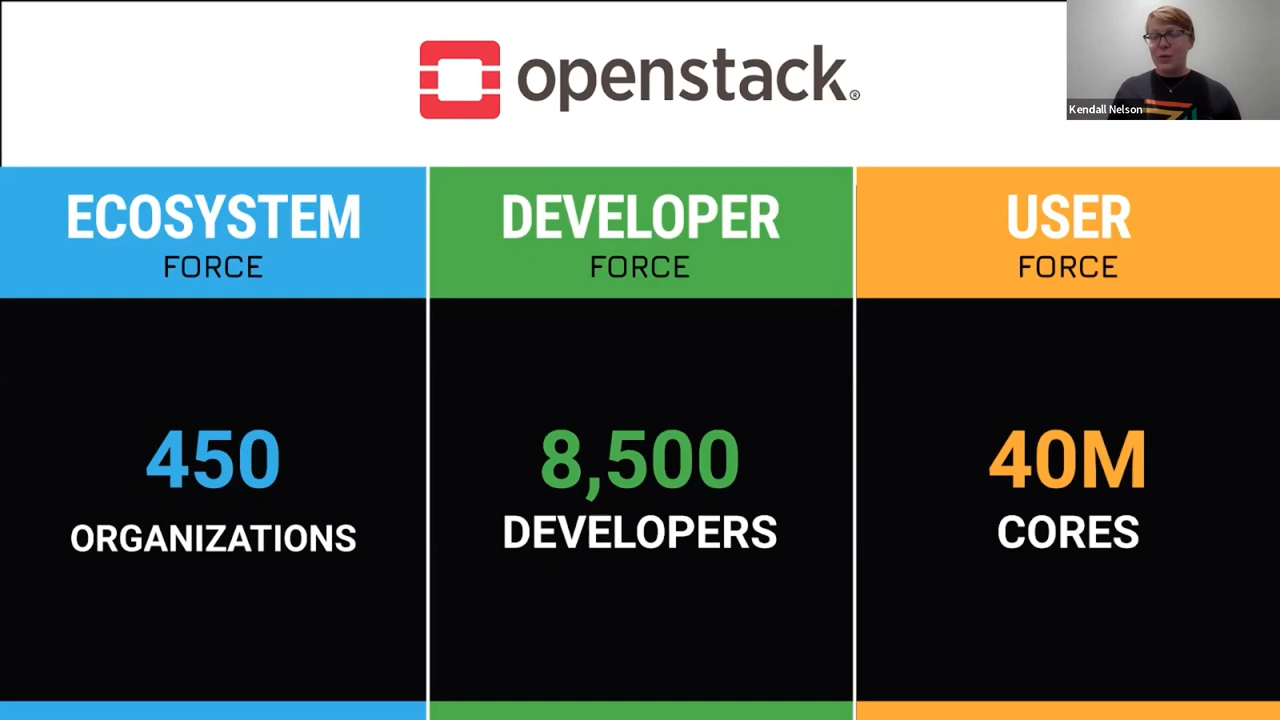 openstack®
Kendall Nelson
ECOSYSTEM
FORCE
450
ORGANIZATIONS
DEVELOPER
FORCE
8,500
DEVELOPERS
USER
FORCE
40M
CORES